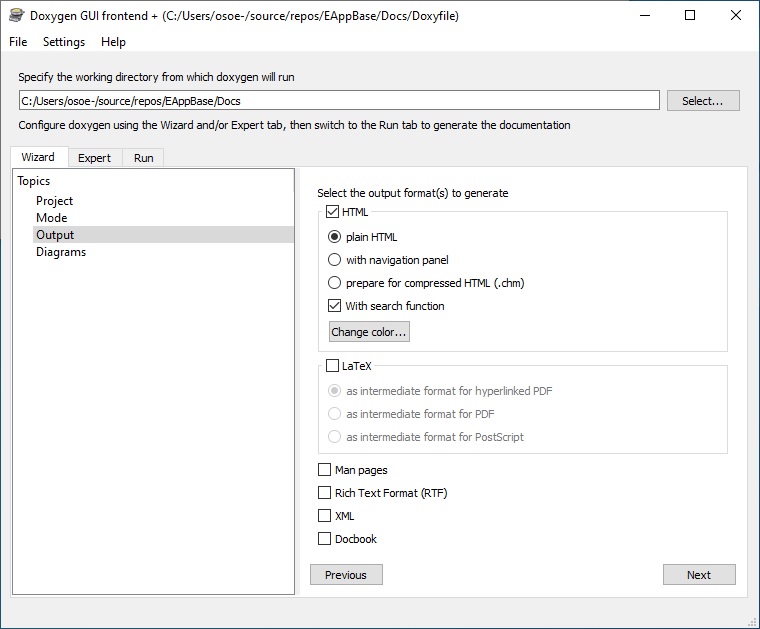 Doxygen GUI frontend + (C:/Users/osoe-/source/repos/EAppBase/Docs/Doxyfile)
File Settings Help
Specify the working directory from which doxygen will run
C:/Users/osoe-/source/repos/EAppBase/Docs
Select...
Configure doxygen using the Wizard and/or Expert tab, then switch to the Run tab to generate the documentation
Wizard Expert Run
Topics
Project
Mode
Output
Diagrams
Select the output format(s) to generate
HTML
plain HTML
with navigation panel
prepare for compressed HTML (.chm)
With search function
Change color...
LaTeX
as intermediate format for hyperlinked PDF
as intermediate format for PDF
as intermediate format for PostScript
Man pages
Rich Text Format (RTF)
XML
Docbook
Previous
Next